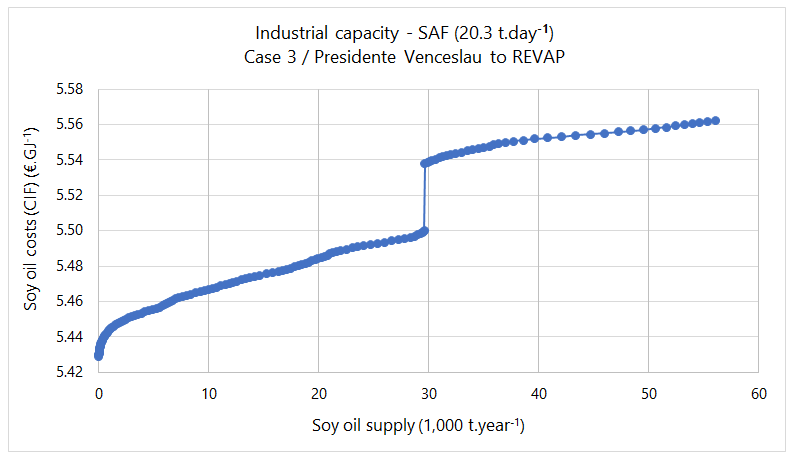 Industrial capacity - SAF (20.3 t.day⁻¹)
Case 3 / Presidente Venceslau to REVAP
Soy oil costs (CIF) (€.GJ⁻¹)
5.58
5.56
5.54
5.52
5.50
5.48
5.46
5.44
5.42
0 10 20 30 40 50 60
Soy oil supply (1,000 t.year⁻¹)